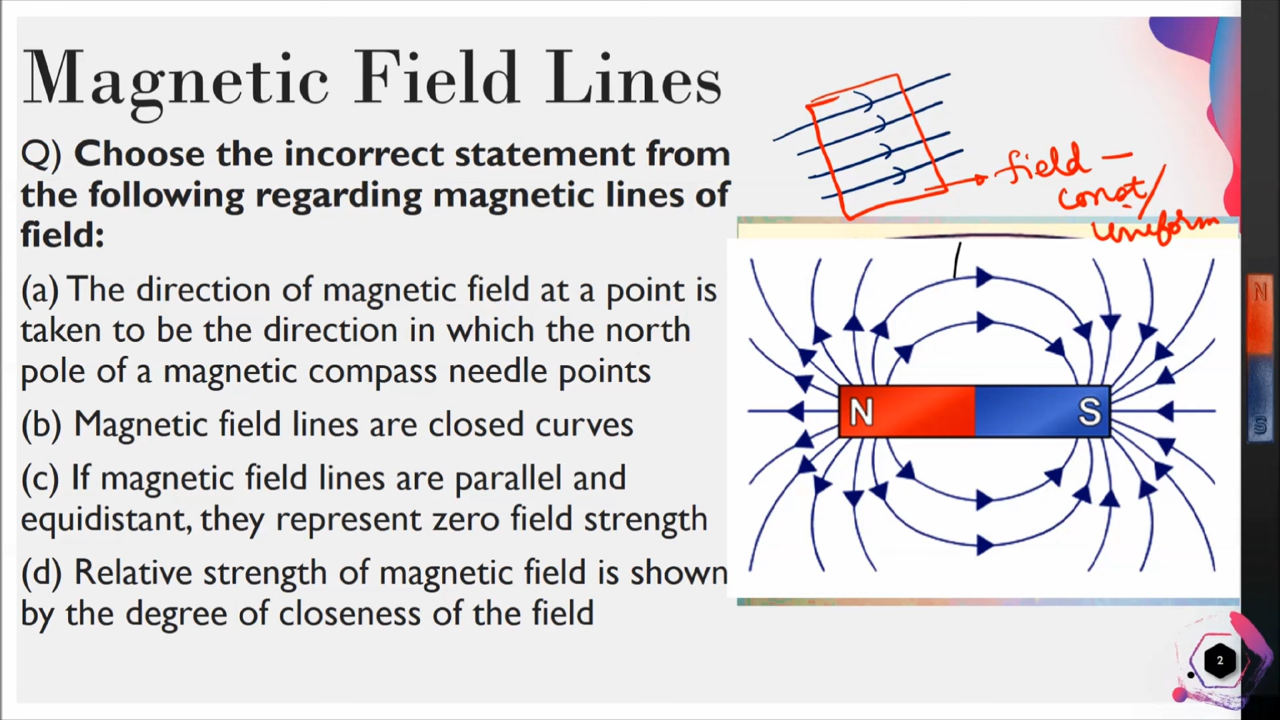 Magnetic Field Lines
Q) Choose the incorrect statement from
the following regarding magnetic lines of
field:
(a) The direction of magnetic field at a point is
taken to be the direction in which the north
pole of a magnetic compass needle points
(b) Magnetic field lines are closed curves
(c) If magnetic field lines are parallel and
equidistant, they represent zero field strength
(d) Relative strength of magnetic field is shown
by the degree of closeness of the field
field —
const/
uniform
N S
N
S
2